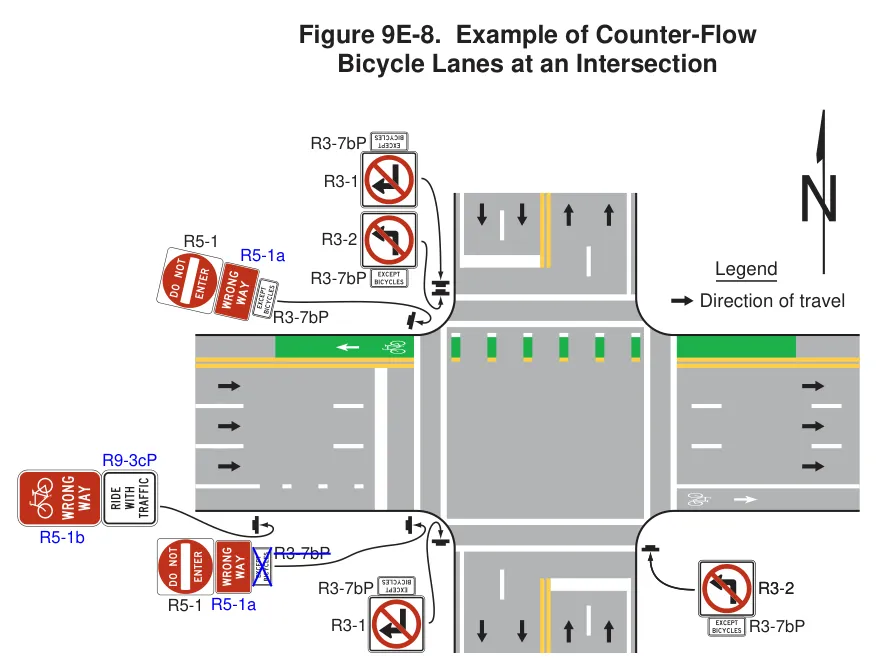 Figure 9E-8.  Example of Counter-Flow
Bicycle Lanes at an Intersection
R3-7bP
EXCEPT
BICYCLES
R3-1
R3-2
R3-7bP
EXCEPT
BICYCLES
R5-1
DO NOT
ENTER
R5-1a
WRONG
WAY
EXCEPT
BICYCLES
R3-7bP
N
Legend
Direction of travel
R9-3cP
WRONG
WAY
RIDE
WITH
TRAFFIC
R5-1b
DO NOT
ENTER
WRONG
WAY
EXCEPT
BICYCLES
R3-7bP
R5-1
R5-1a
R3-7bP
EXCEPT
BICYCLES
R3-1
R3-2
EXCEPT
BICYCLES
R3-7bP